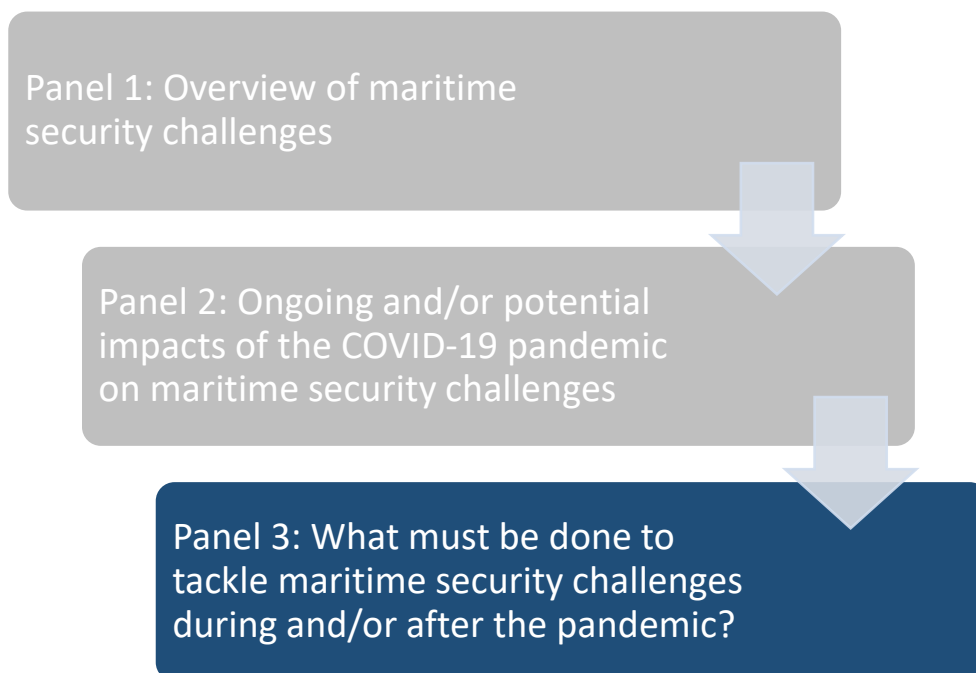 Panel 1: Overview of maritime
security challenges
Panel 2: Ongoing and/or potential
impacts of the COVID-19 pandemic
on maritime security challenges
Panel 3: What must be done to
tackle maritime security challenges
during and/or after the pandemic?